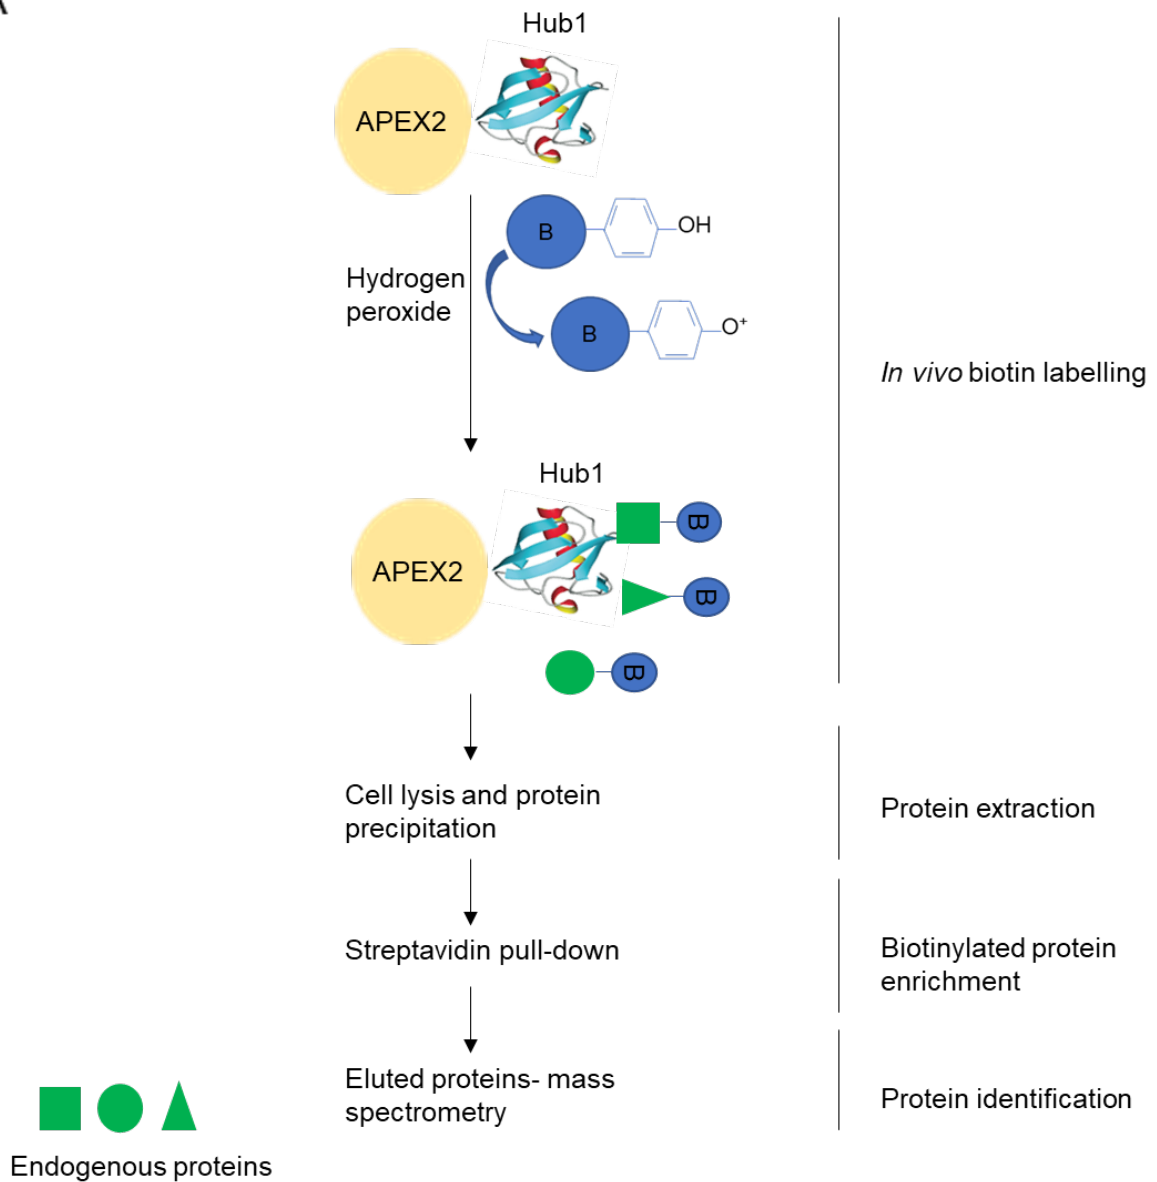 A
Hub1
APEX2
B
OH
Hydrogen
peroxide
B
O+
In vivo biotin labelling
Hub1
APEX2
B
B
B
Cell lysis and protein
precipitation
Protein extraction
Streptavidin pull-down
Biotinylated protein
enrichment
Eluted proteins- mass
spectrometry
Protein identification
Endogenous proteins